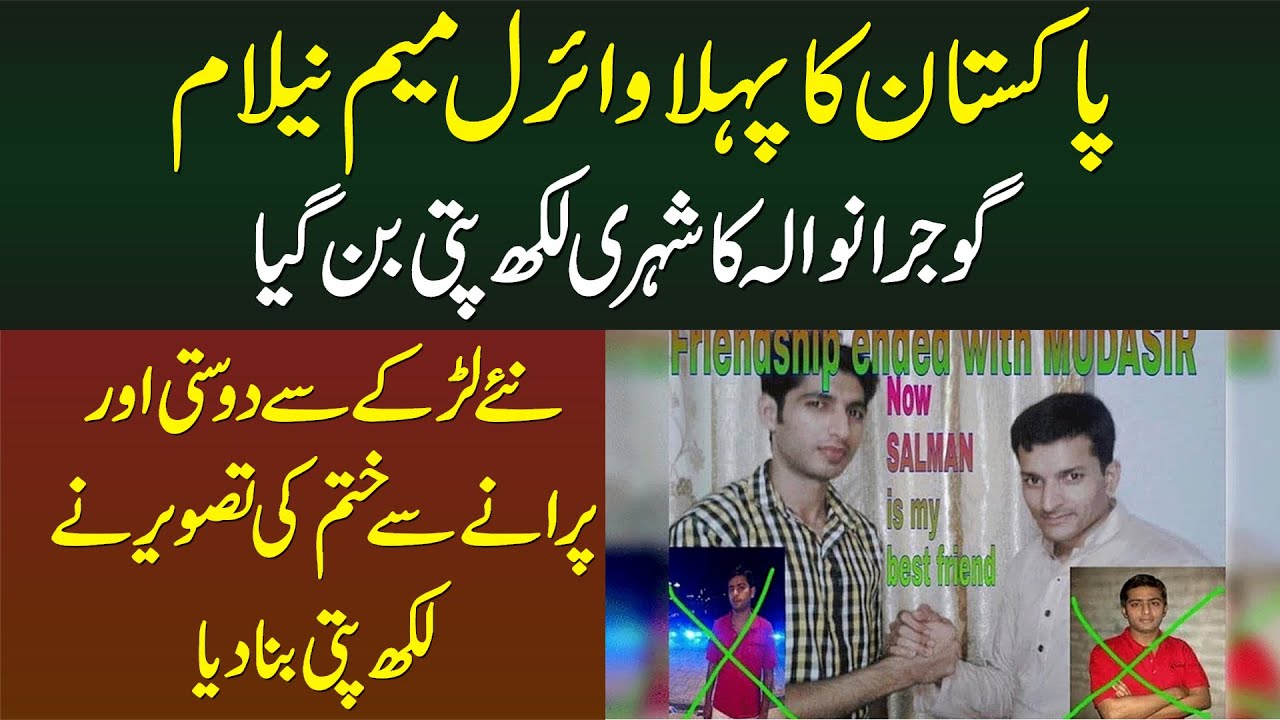 پاکستان کا پہلا وائرل میم نیلام
گوجرانوالہ کا شہری لکھ پتی بن گیا
نئے لڑکے سے دوستی اور
پرانے سے ختم کی تصویر نے
لکھ پتی بنا دیا
Friendship ended with MUDASIR
Now
SALMAN
is my
best friend